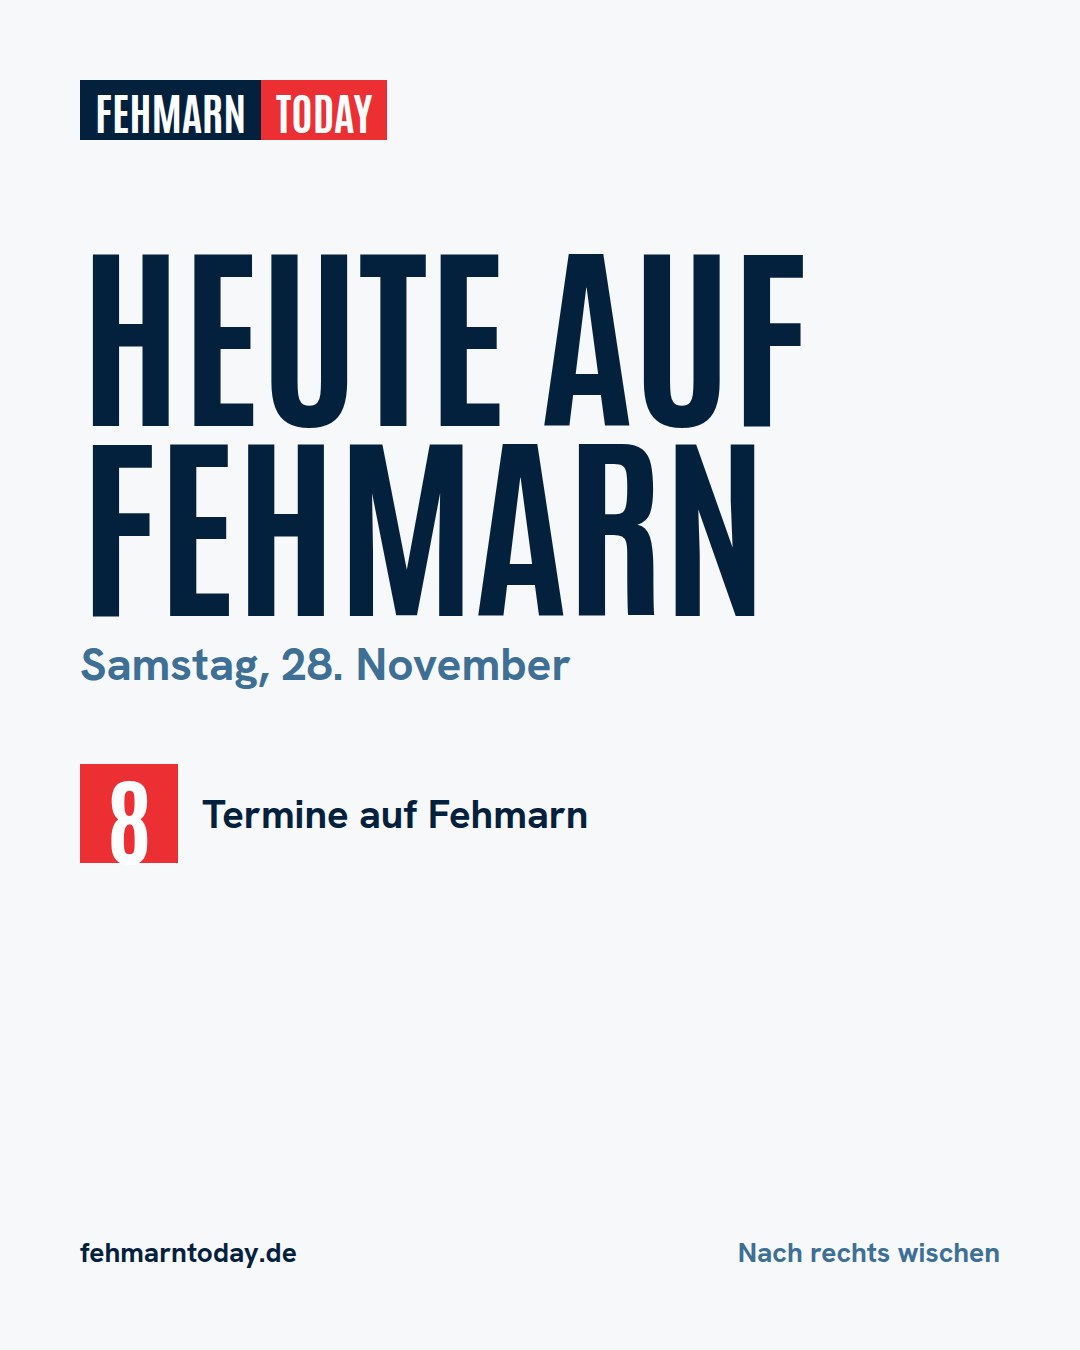 FEHMARN TODAY
HEUTE AUF
FEHMARN
Samstag, 28. November
8 Termine auf Fehmarn
fehmarntoday.de
Nach rechts wischen